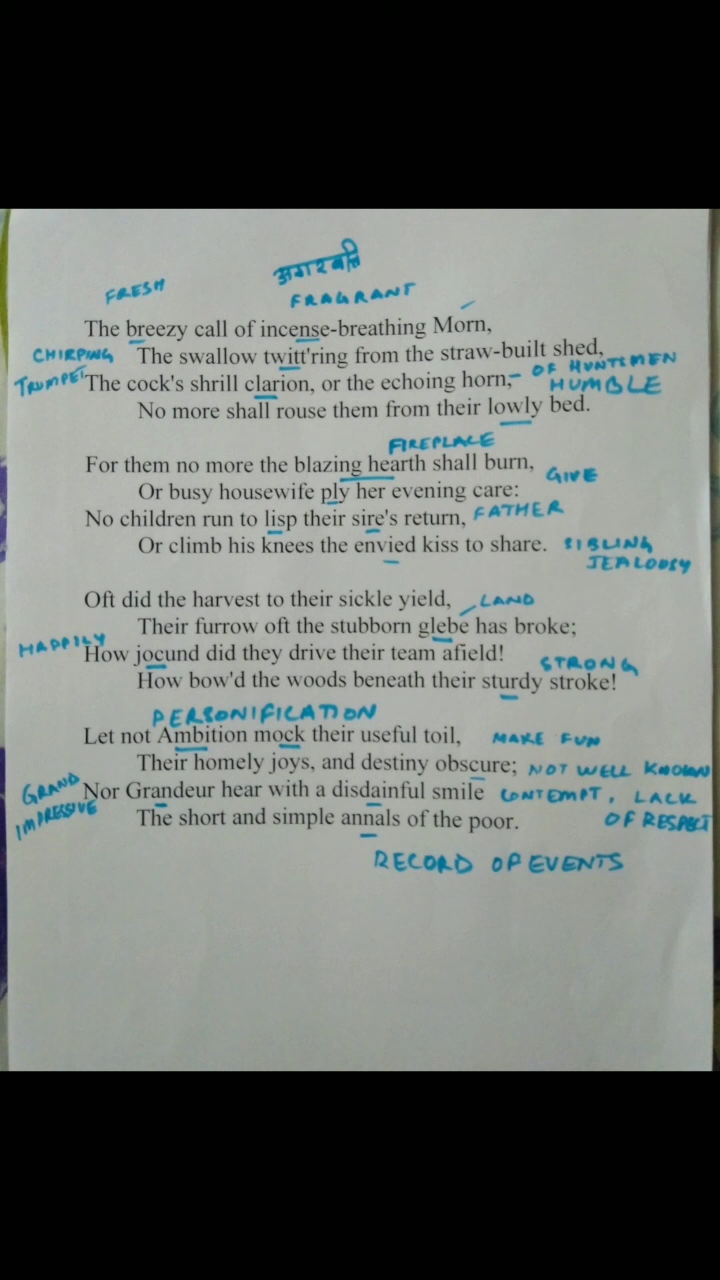 अगरबत्ति
FRESH
FRAGRANT
The breezy call of incense-breathing Morn,
CHIRPING The swallow twitt'ring from the straw-built shed,
OF HUNTSMEN
TRUMPET The cock's shrill clarion, or the echoing horn,-
HUMBLE
No more shall rouse them from their lowly bed.
FIREPLACE
For them no more the blazing hearth shall burn,
GIVE
Or busy housewife ply her evening care:
No children run to lisp their sire's return, FATHER
Or climb his knees the envied kiss to share. SIBLING
JEALOUSY
Oft did the harvest to their sickle yield, LAND
Their furrow oft the stubborn glebe has broke;
HAPPILY
How jocund did they drive their team afield!
STRONG
How bow'd the woods beneath their sturdy stroke!
PERSONIFICATION
Let not Ambition mock their useful toil, MAKE FUN
Their homely joys, and destiny obscure; NOT WELL KNOWN
GRAND
Nor Grandeur hear with a disdainful smile CONTEMPT, LACK
IMPRESSIVE
The short and simple annals of the poor. OF RESPECT
RECORD OF EVENTS